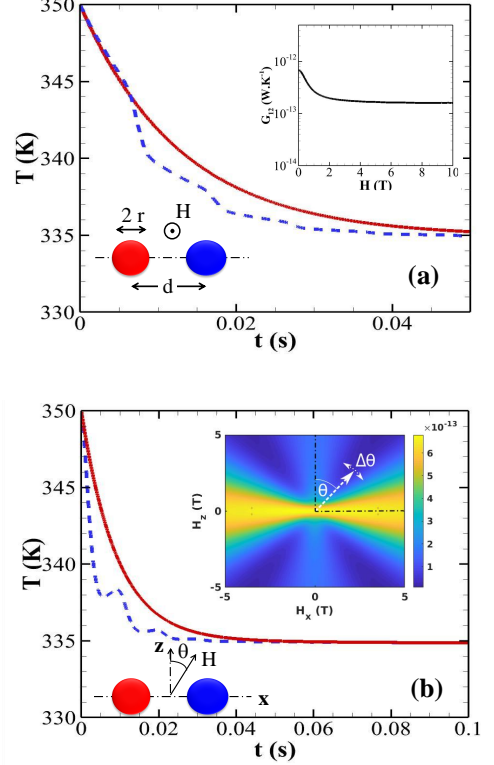 350
345
340
335
330
T (K)
0
0.02
0.04
t (s)
10⁻¹²
10⁻¹³
10⁻¹⁴
G₁₂ (W.K⁻¹)
0 2 4 6 8 10
H (T)
2 r
H
d
(a)
350
345
340
335
330
T (K)
0 0.02 0.04 0.06 0.08 0.1
t (s)
5
0
-5
H_z (T)
-5 0 5
H_x (T)
θ
Δθ
×10⁻¹³
6
5
4
3
2
1
z
θ
H
x
(b)